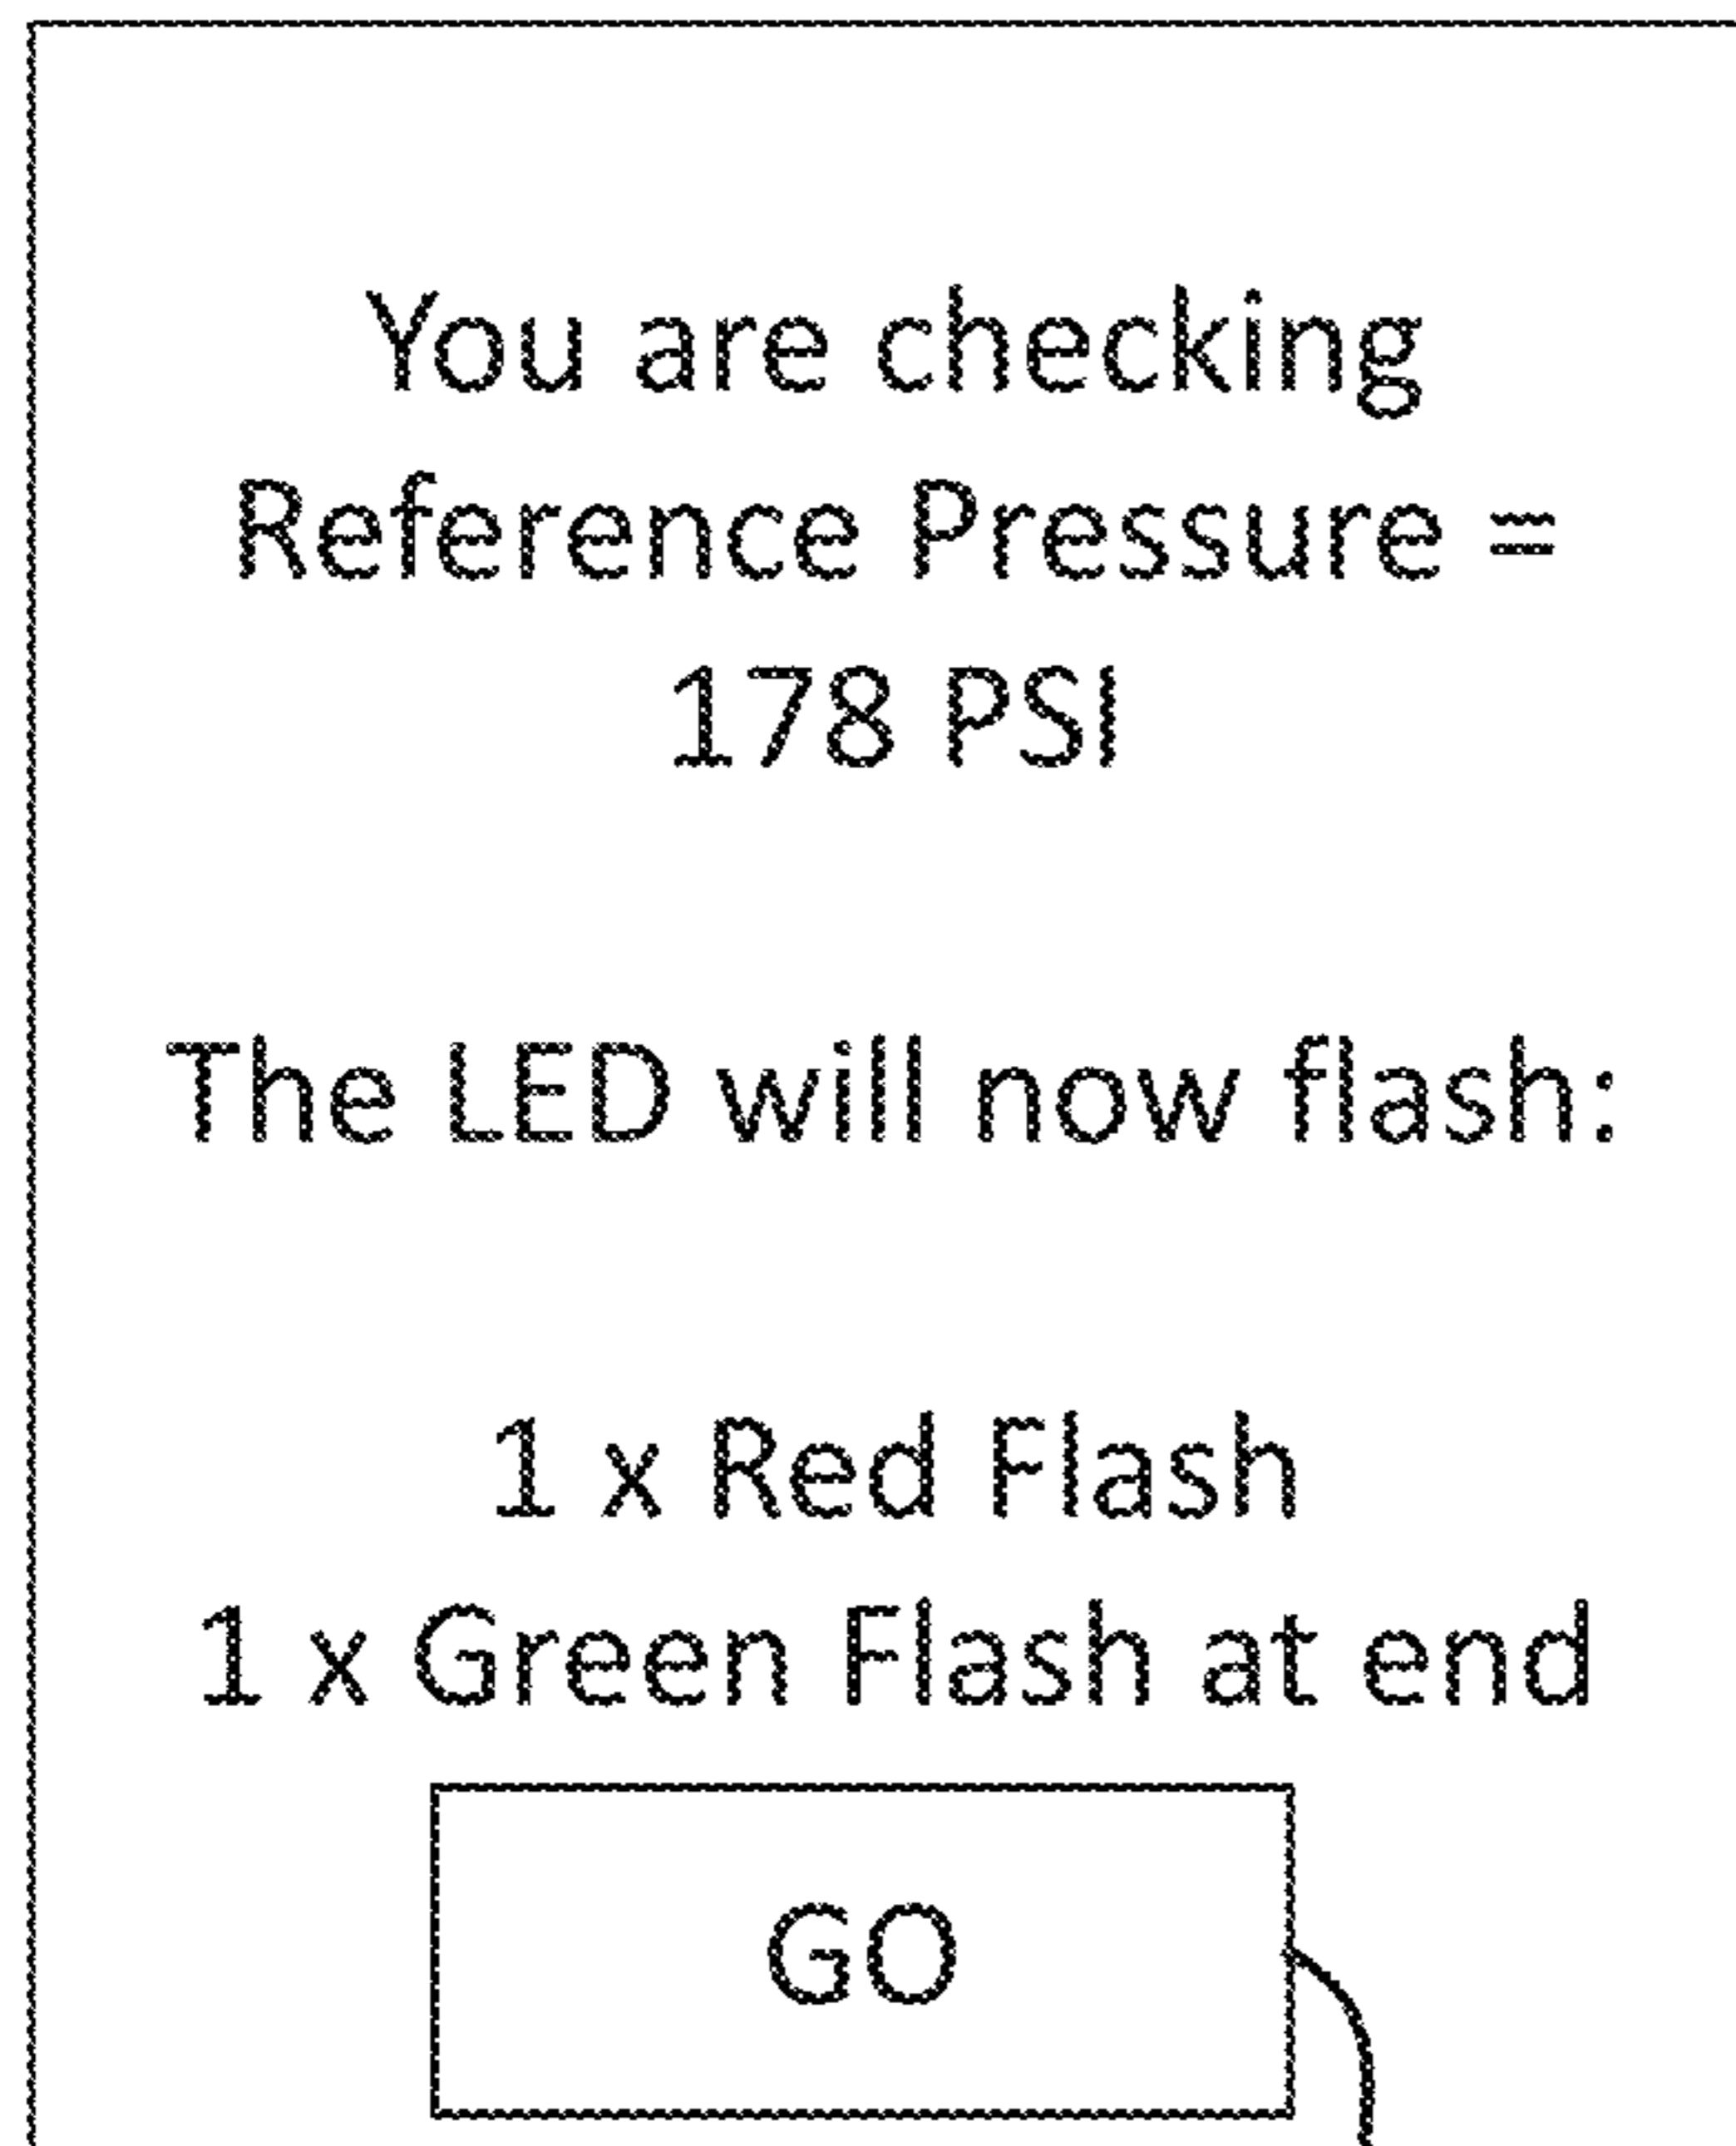 You are checking
Reference Pressure =
178 PSI
The LED will now flash:
1 x Red Flash
1 x Green Flash at end
GO